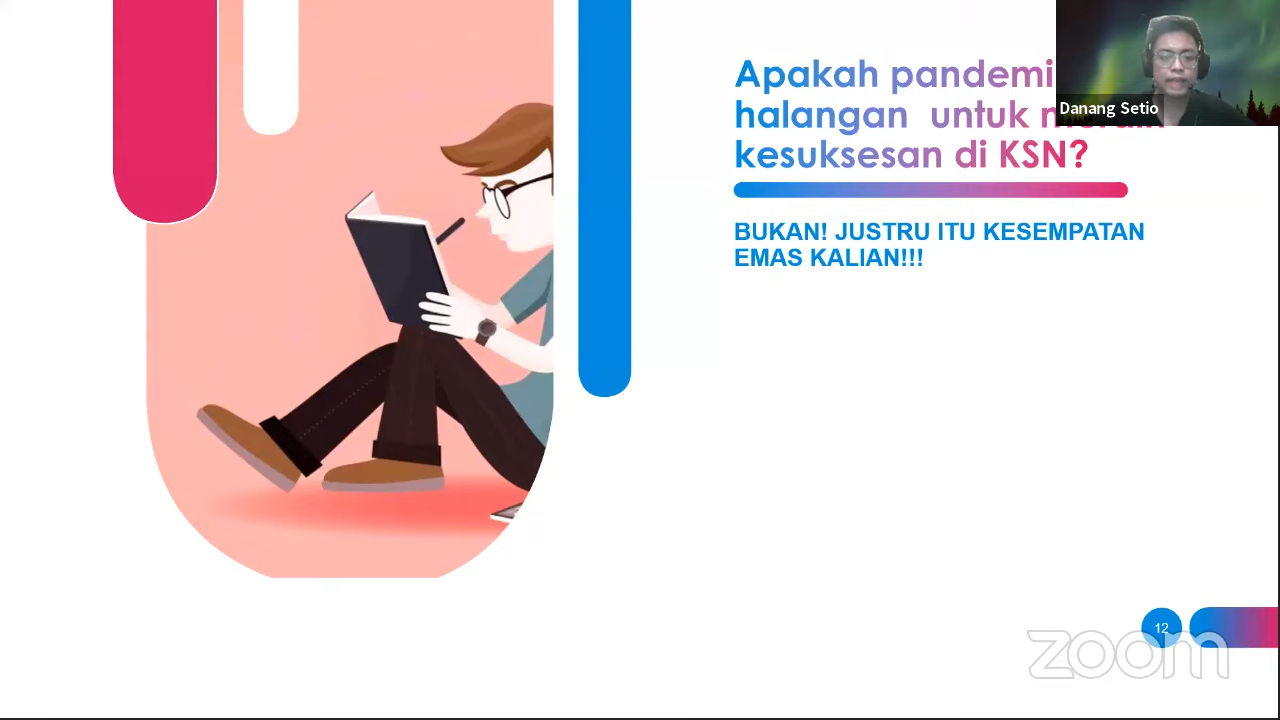 Apakah pandemi
halangan untuk
kesuksesan di KSN?
BUKAN! JUSTRU ITU KESEMPATAN
EMAS KALIAN!!!
Danang Setio
12
zoom